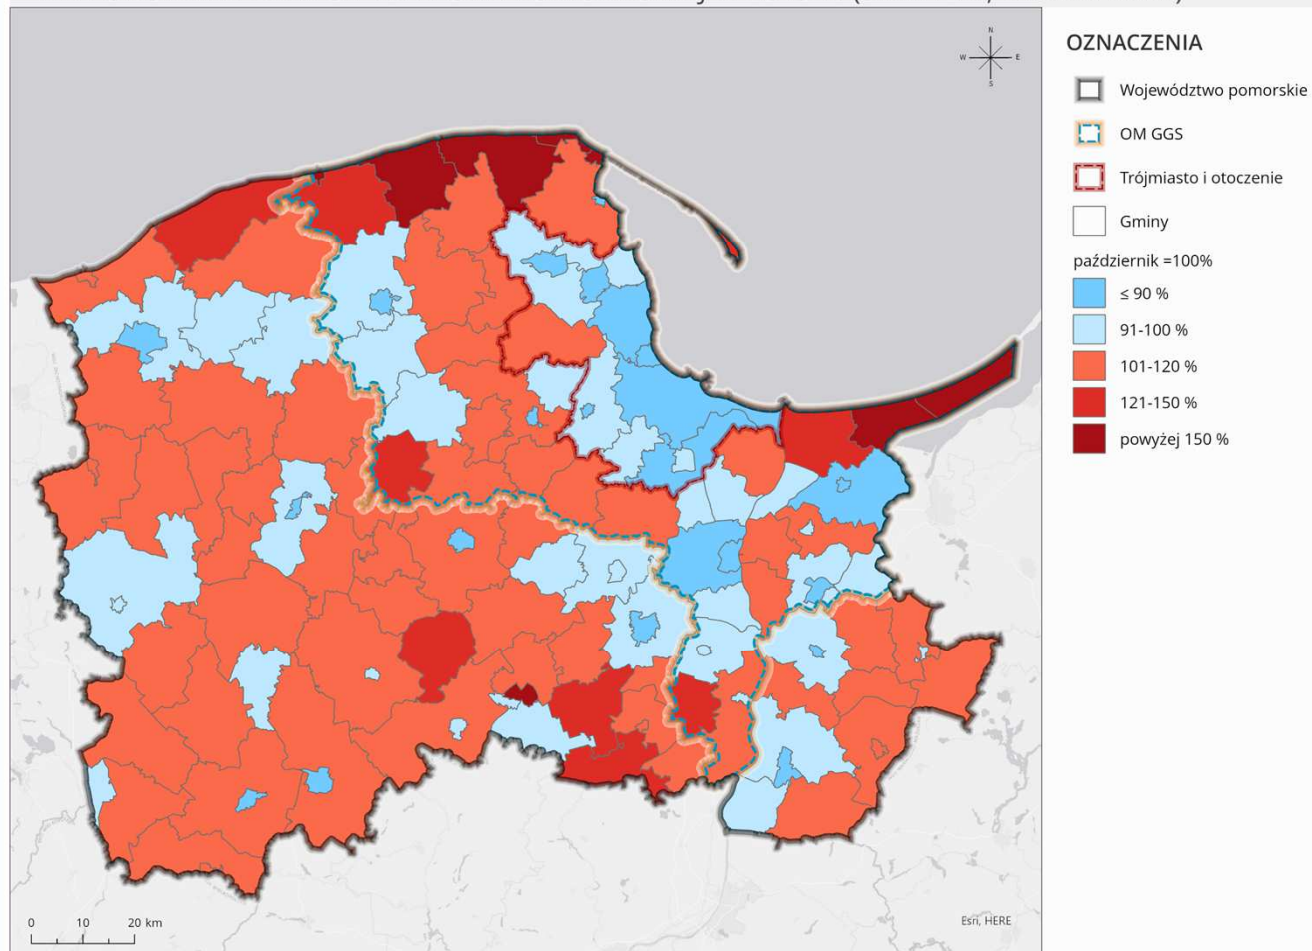 N
W E
S
OZNACZENIA
Województwo pomorskie
OM GGS
Trójmiasto i otoczenie
Gminy
październik =100%
≤ 90 %
91-100 %
101-120 %
121-150 %
powyżej 150 %
0 10 20 km
Esri, HERE